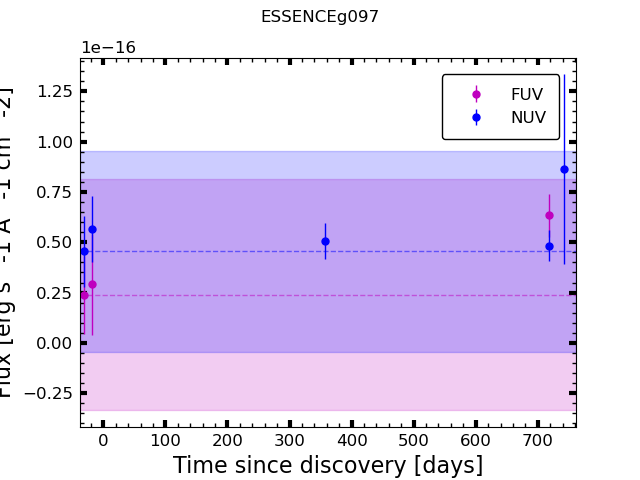 ESSENCEg097
1e−16
FUV
NUV
1.25
1.00
0.75
0.50
0.25
0.00
−0.25
Flux [erg s -1 A -1 cm -2]
0 100 200 300 400 500 600 700
Time since discovery [days]